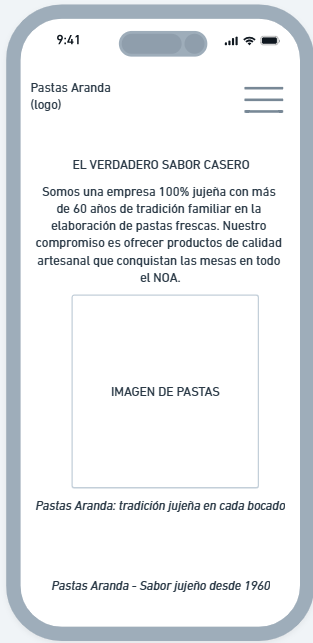 9:41
Pastas Aranda
(logo)
EL VERDADERO SABOR CASERO
Somos una empresa 100% jujeña con más
de 60 años de tradición familiar en la
elaboración de pastas frescas. Nuestro
compromiso es ofrecer productos de calidad
artesanal que conquistan las mesas en todo
el NOA.
IMAGEN DE PASTAS
Pastas Aranda: tradición jujeña en cada bocado
Pastas Aranda - Sabor jujeño desde 1960